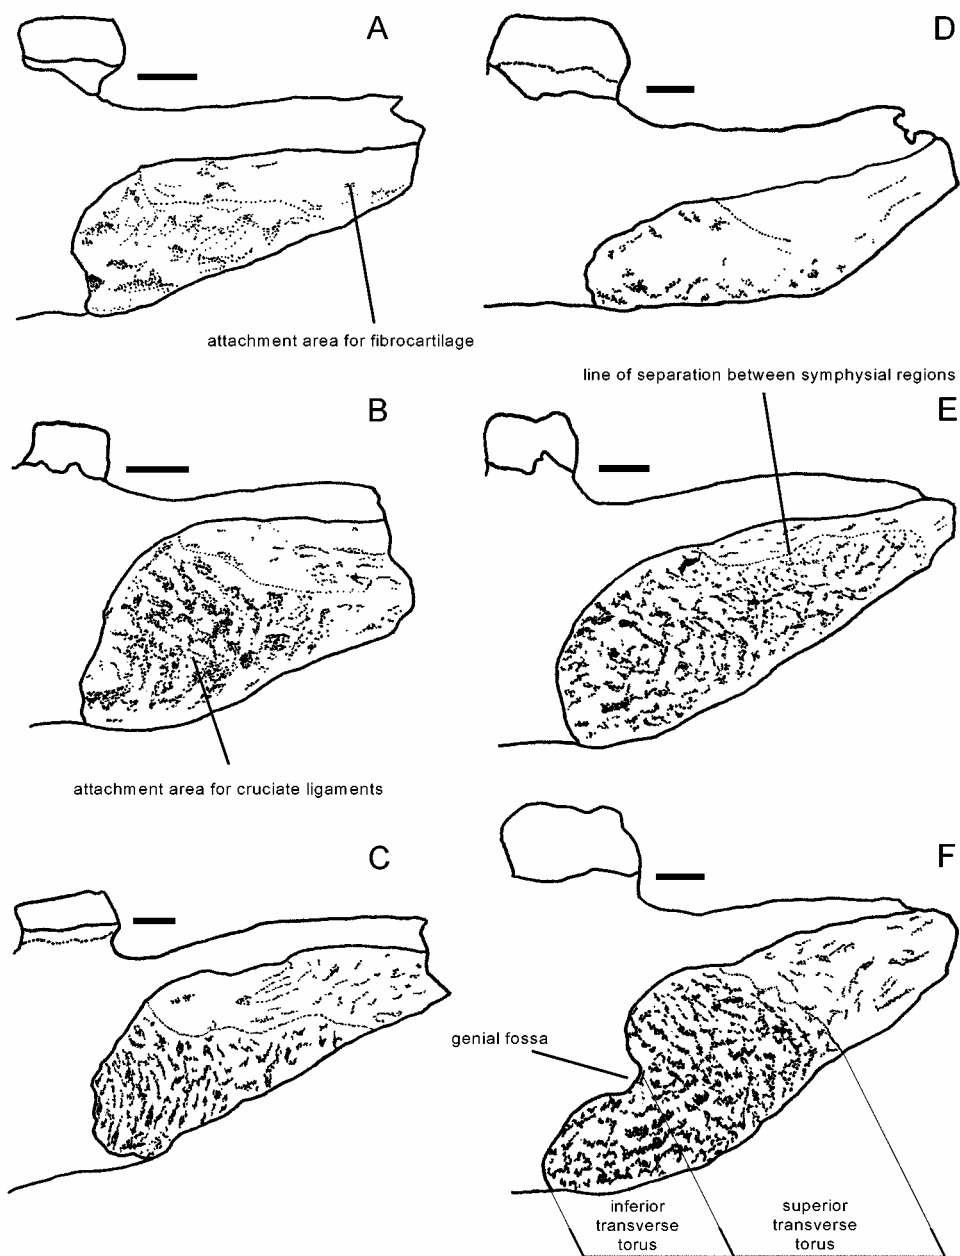 A
D
attachment area for fibrocartilage
line of separation between symphysial regions
B
E
attachment area for cruciate ligaments
C
F
genial fossa
inferior
transverse
torus
superior
transverse
torus